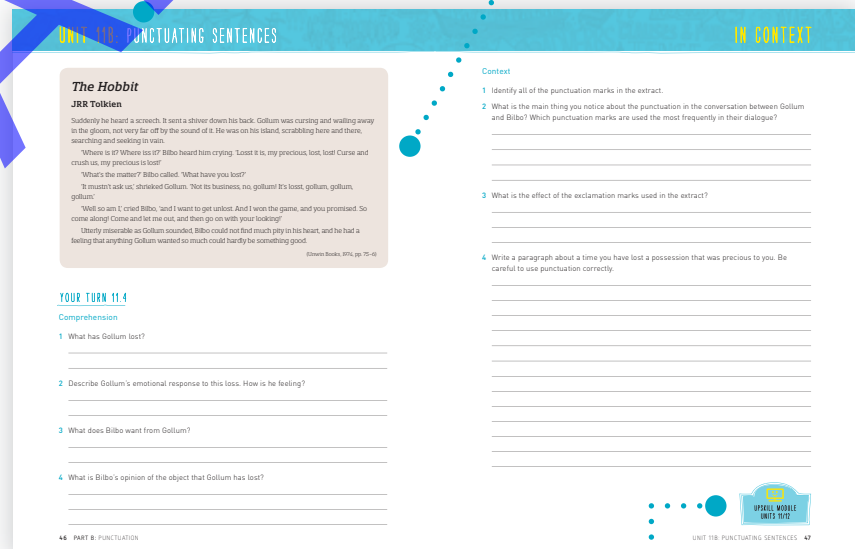 UNIT 11B: PUNCTUATING SENTENCES
IN CONTEXT
The Hobbit
JRR Tolkien
Suddenly he heard a screech. It sent a shiver down his back. Gollum was cursing and wailing away
in the gloom, not very far off by the sound of it. He was on his island, scrabbling here and there,
searching and seeking in vain.
'Where is it? Where iss it?' Bilbo heard him crying. 'Losst it is, my precious, lost, lost! Curse and
crush us, my precious is lost!'
'What's the matter?' Bilbo called. 'What have you lost?'
'It mustn't ask us,' shrieked Gollum. 'Not its business, no, gollum! It's losst, gollum, gollum,
gollum.'
'Well so am I,' cried Bilbo, 'and I want to get unlost. And I won the game, and you promised. So
come along! Come and let me out, and then go on with your looking!'
Utterly miserable as Gollum sounded, Bilbo could not find much pity in his heart, and he had a
feeling that anything Gollum wanted so much could hardly be something good.
(Unwin Books, 1974, pp. 75–6)
YOUR TURN 11.4
Comprehension
1 What has Gollum lost?
2 Describe Gollum's emotional response to this loss. How is he feeling?
3 What does Bilbo want from Gollum?
4 What is Bilbo's opinion of the object that Gollum has lost?
46 PART B: PUNCTUATION
Context
1 Identify all of the punctuation marks in the extract.
2 What is the main thing you notice about the punctuation in the conversation between Gollum
and Bilbo? Which punctuation marks are used the most frequently in their dialogue?
3 What is the effect of the exclamation marks used in the extract?
4 Write a paragraph about a time you have lost a possession that was precious to you. Be
careful to use punctuation correctly.
UPSKILL MODULE
UNITS 11/12
UNIT 11B: PUNCTUATING SENTENCES 47